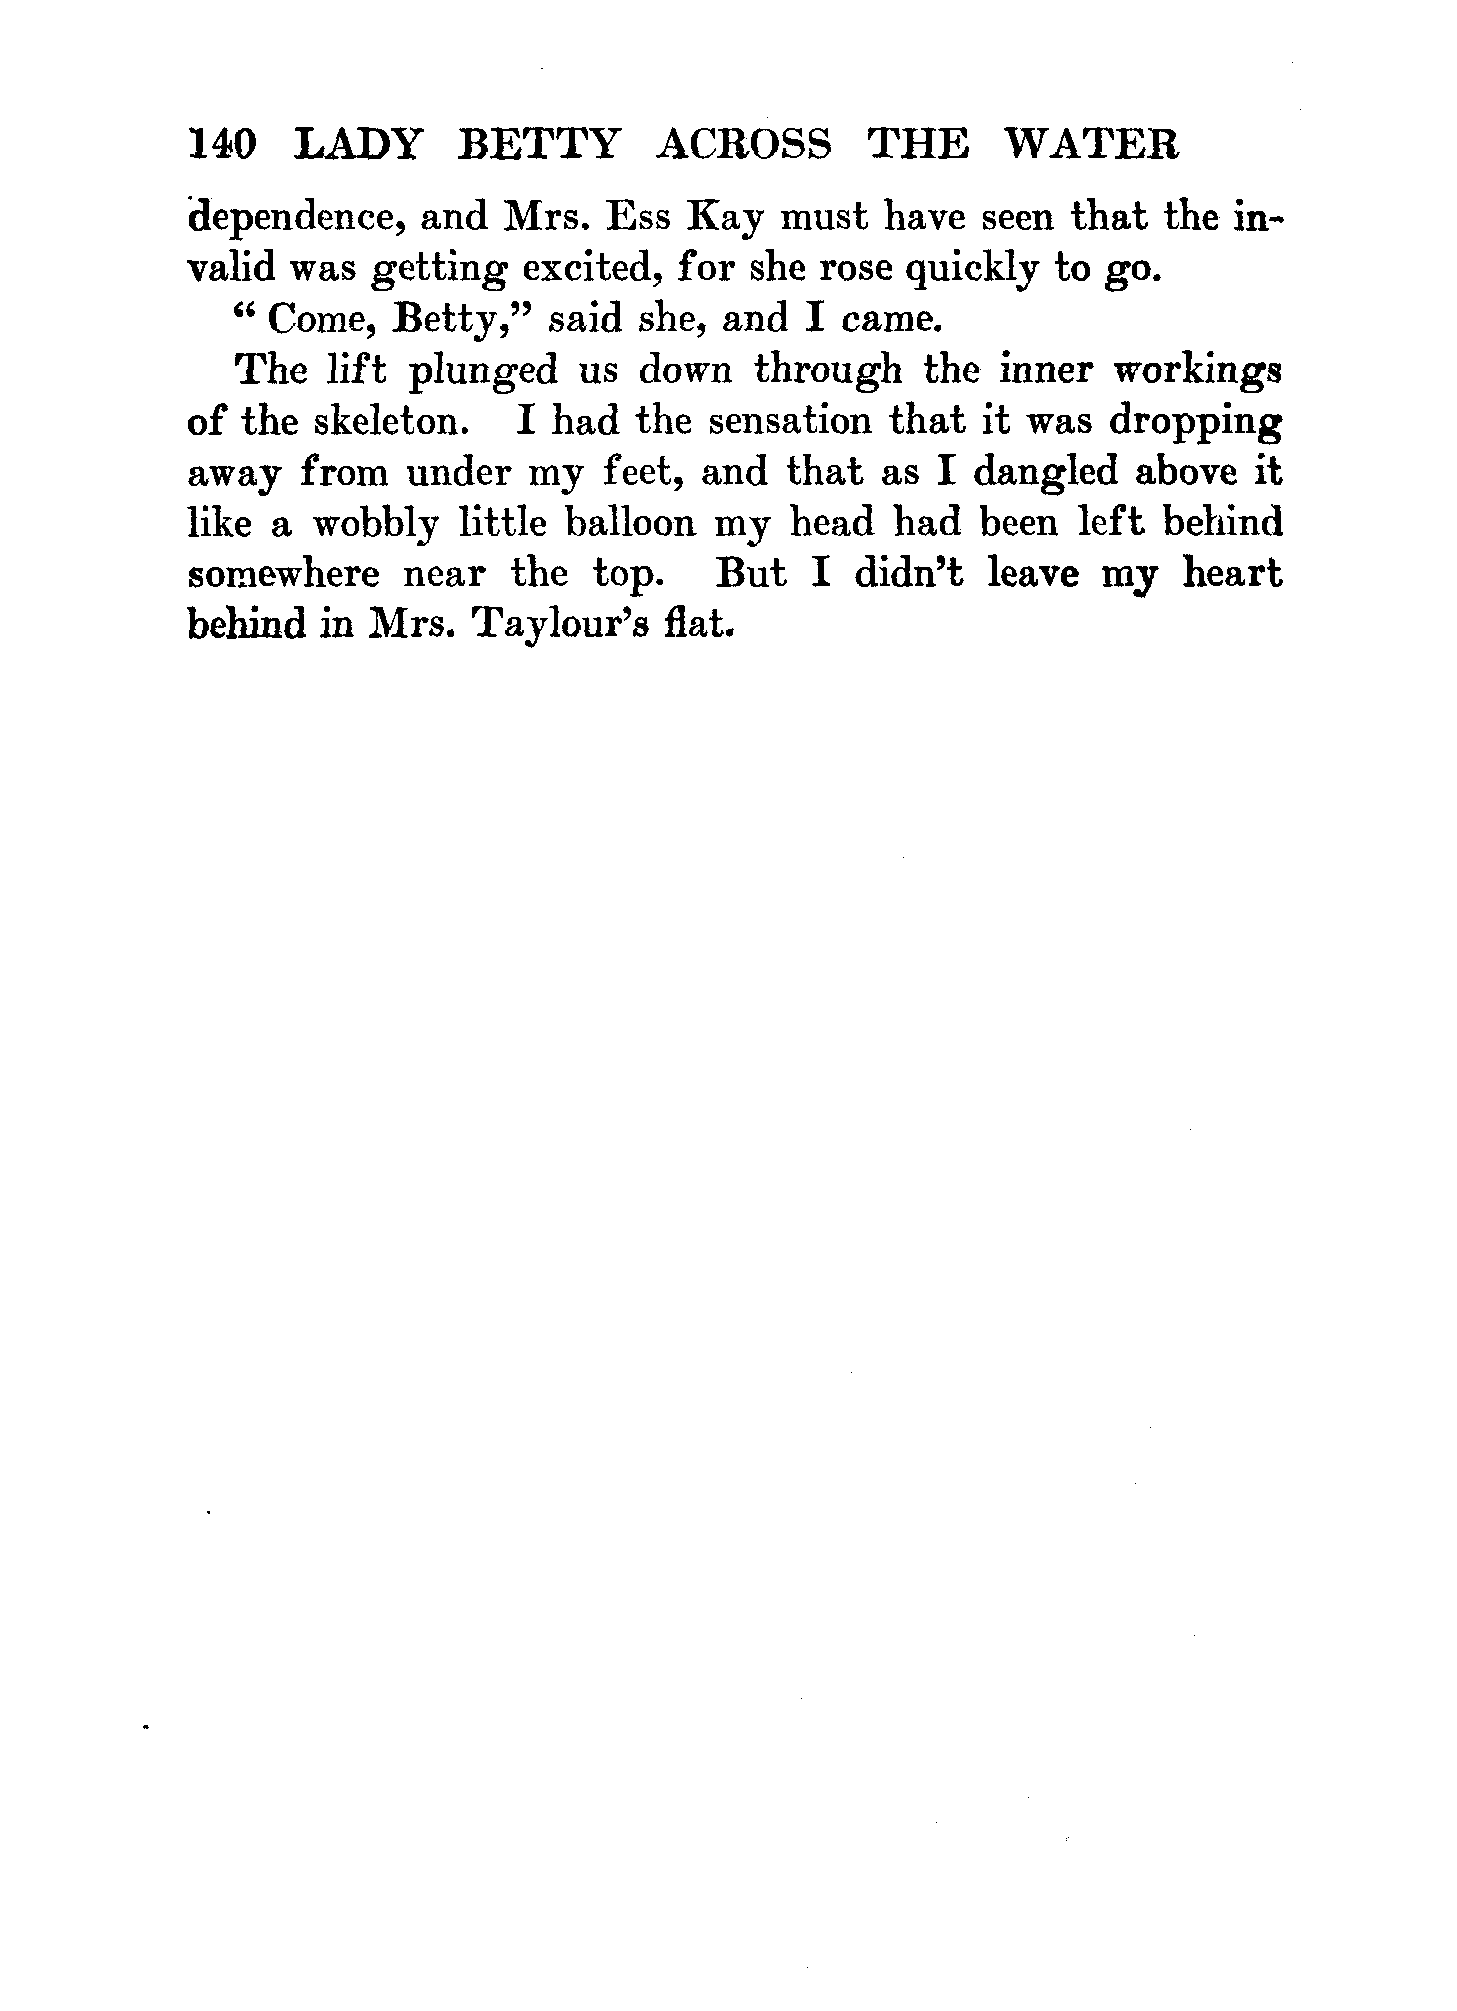 140 LADY BETTY ACROSS THE WATER
dependence, and Mrs. Ess Kay must have seen that the in-
valid was getting excited, for she rose quickly to go.
“ Come, Betty,” said she, and I came.
The lift plunged us down through the inner workings
of the skeleton. I had the sensation that it was dropping
away from under my feet, and that as I dangled above it
like a wobbly little balloon my head had been left behind
somewhere near the top. But I didn’t leave my heart
behind in Mrs. Taylour’s flat.